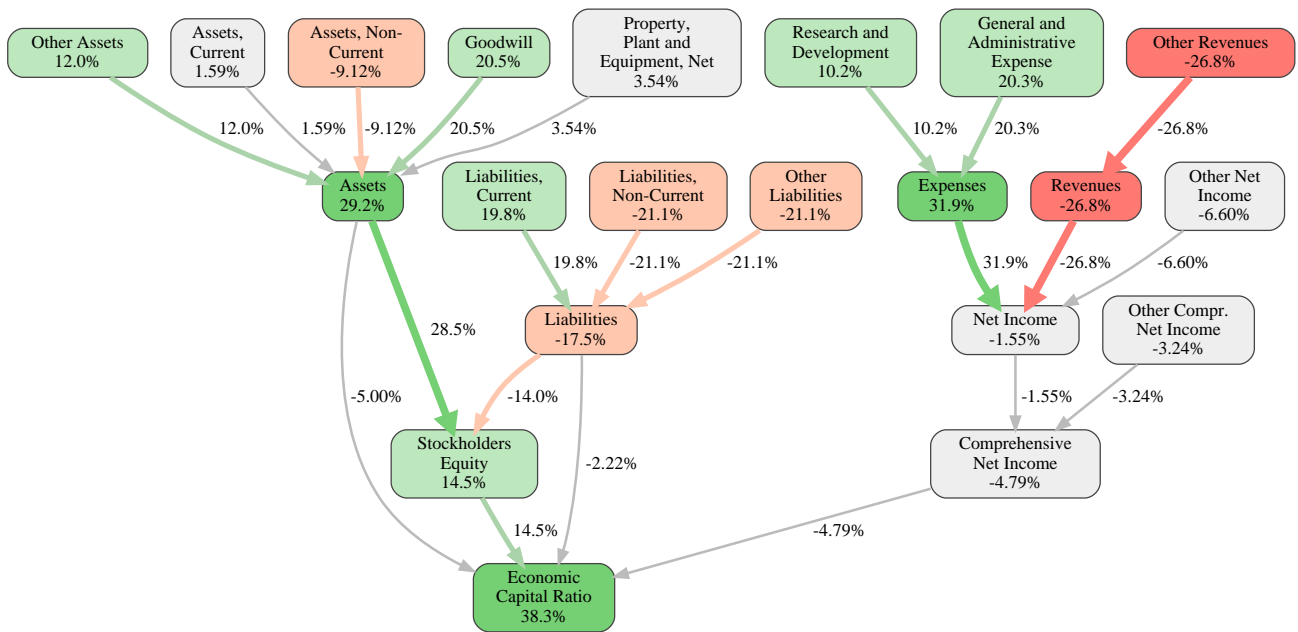 Other Assets
12.0%
Assets,
Current
1.59%
Assets, Non-
Current
-9.12%
Goodwill
20.5%
Property,
Plant and
Equipment, Net
3.54%
Research and
Development
10.2%
General and
Administrative
Expense
20.3%
Other Revenues
-26.8%
12.0%
1.59%
-9.12%
20.5%
3.54%
10.2%
20.3%
-26.8%
Assets
29.2%
Liabilities,
Current
19.8%
Liabilities,
Non-Current
-21.1%
Other
Liabilities
-21.1%
Expenses
31.9%
Revenues
-26.8%
Other Net
Income
-6.60%
19.8%
-21.1%
-21.1%
31.9%
-26.8%
-6.60%
28.5%
Liabilities
-17.5%
Net Income
-1.55%
Other Compr.
Net Income
-3.24%
-5.00%
-14.0%
-1.55%
-3.24%
Stockholders
Equity
14.5%
-2.22%
Comprehensive
Net Income
-4.79%
14.5%
-4.79%
Economic
Capital Ratio
38.3%